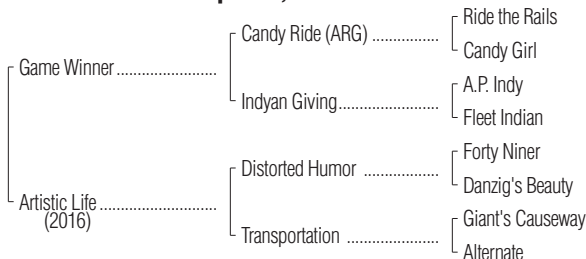 Ride the Rails
Candy Ride (ARG) ................
Candy Girl
Game Winner ........................
A.P. Indy
Indyan Giving........................
Fleet Indian
Forty Niner
Distorted Humor ..................
Danzig's Beauty
Artistic Life ............................
(2016)
Giant's Causeway
Transportation ......................
Alternate